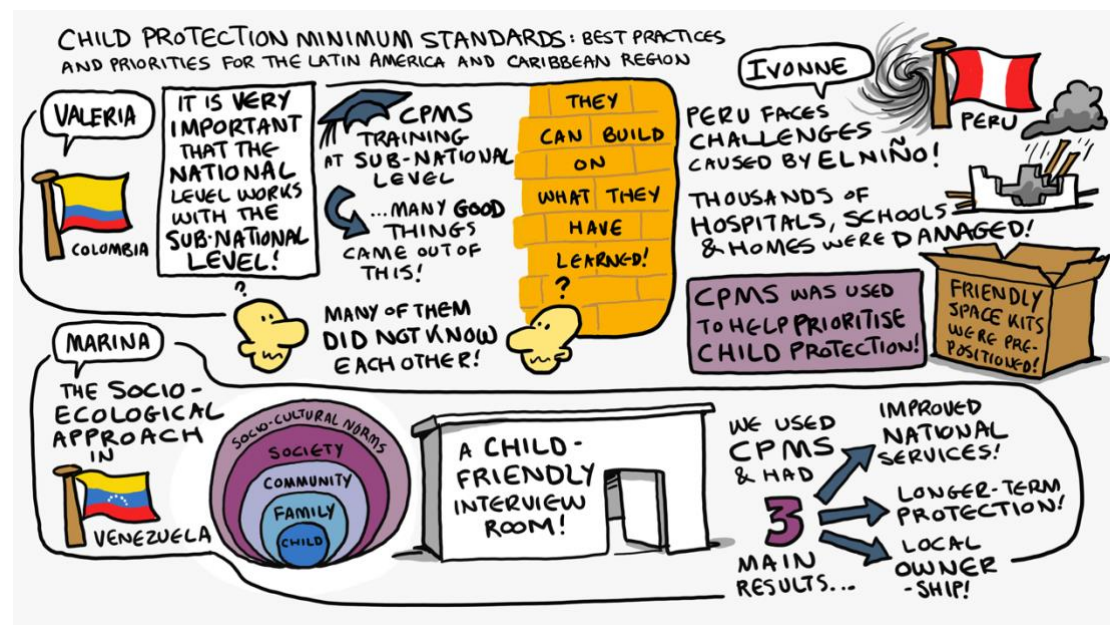 CHILD PROTECTION MINIMUM STANDARDS: BEST PRACTICES
AND PRIORITIES FOR THE LATIN AMERICA AND CARIBBEAN REGION
VALERIA
COLOMBIA
IT IS VERY
IMPORTANT
THAT THE
NATIONAL
LEVEL WORKS
WITH THE
SUB-NATIONAL
LEVEL!
CPMS
TRAINING
AT SUB-NATIONAL
LEVEL
...MANY GOOD
THINGS
CAME OUT OF
THIS!
THEY
CAN BUILD
ON
WHAT THEY
HAVE
LEARNED!
?
MANY OF THEM
DID NOT KNOW
EACH OTHER!
?
IVONNE
PERU
PERU FACES
CHALLENGES
CAUSED BY EL NIÑO!
THOUSANDS OF
HOSPITALS, SCHOOLS
& HOMES WERE DAMAGED!
CPMS WAS USED
TO HELP PRIORITISE
CHILD PROTECTION!
FRIENDLY
SPACE KITS
WERE PRE-
POSITIONED!
MARINA
THE SOCIO-
ECOLOGICAL
APPROACH
IN
VENEZUELA
SOCIO-CULTURAL NORMS
SOCIETY
COMMUNITY
FAMILY
CHILD
A CHILD-
FRIENDLY
INTERVIEW
ROOM!
WE USED
CPMS
& HAD
3
MAIN
RESULTS...
IMPROVED
NATIONAL
SERVICES!
LONGER-TERM
PROTECTION!
LOCAL
OWNER
-SHIP!